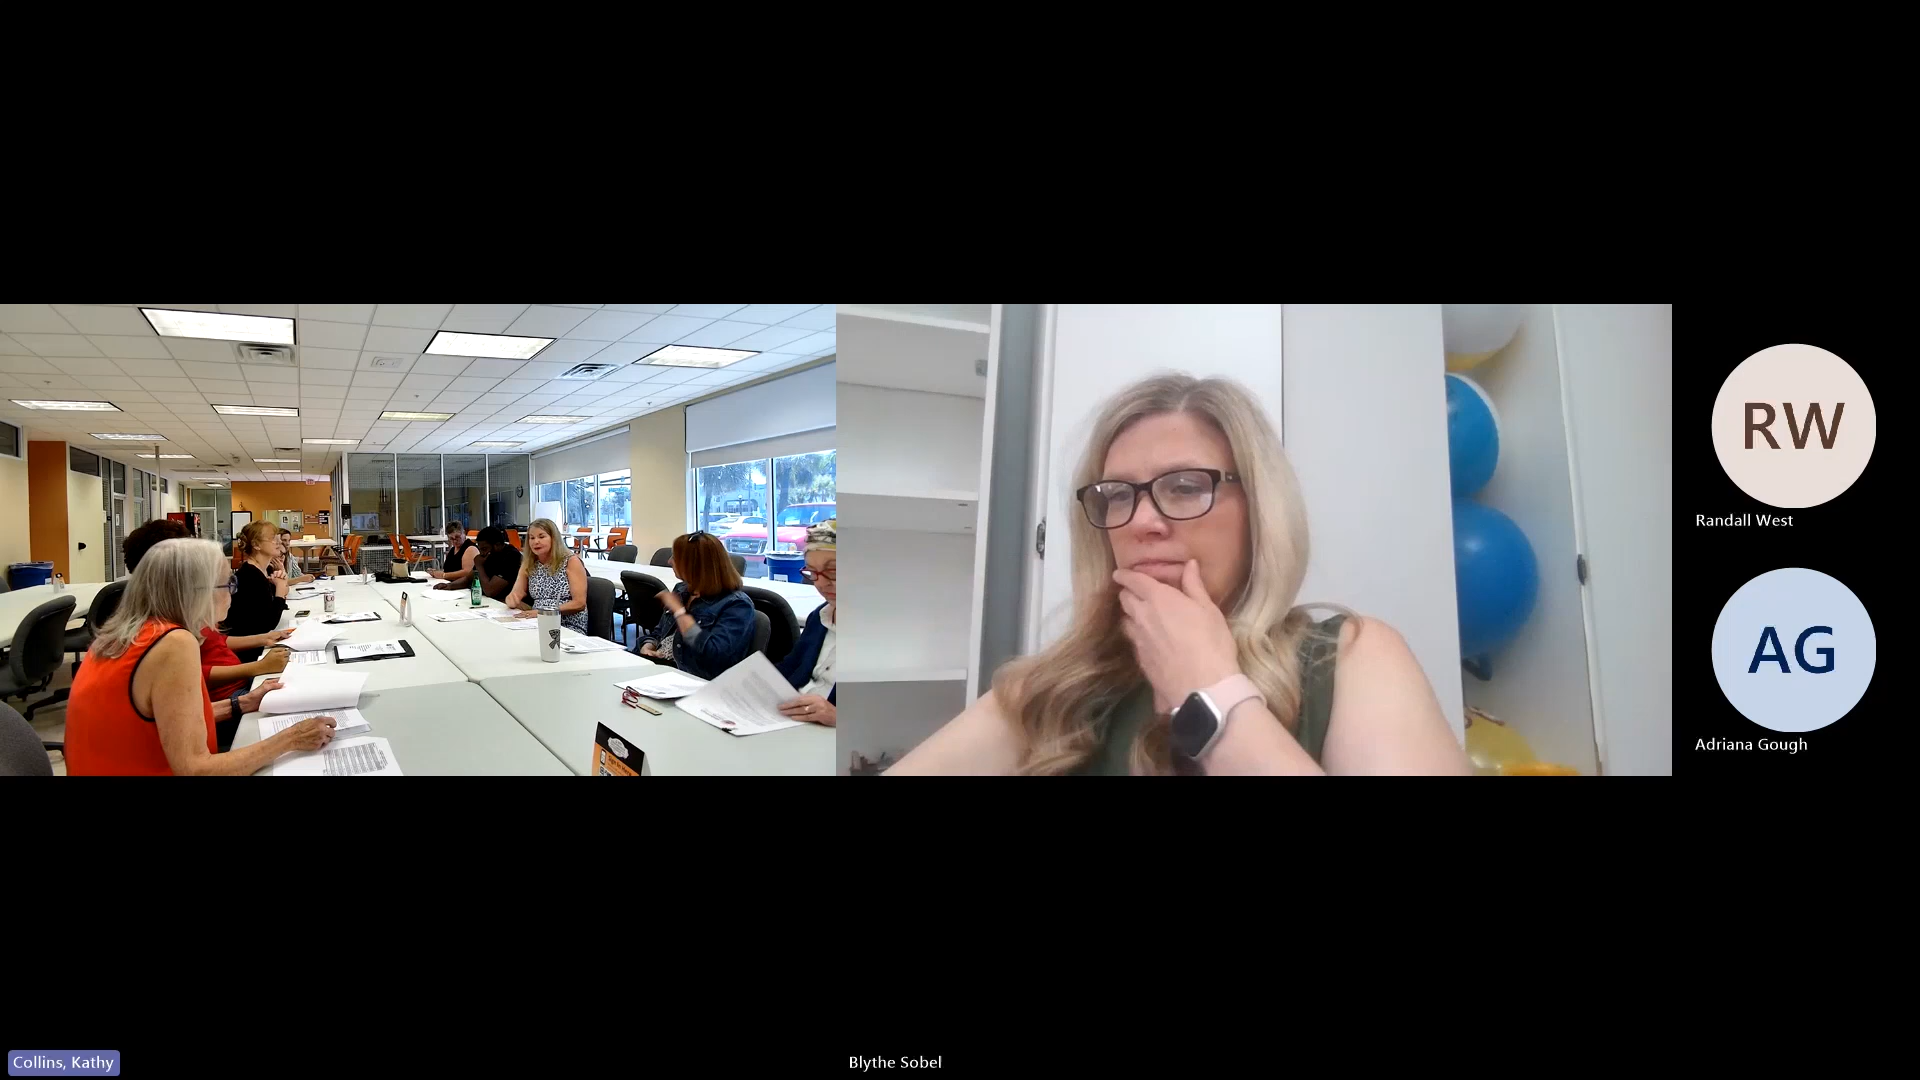 RW
Randall West
AG
Adriana Gough
Collins, Kathy
Blythe Sobel